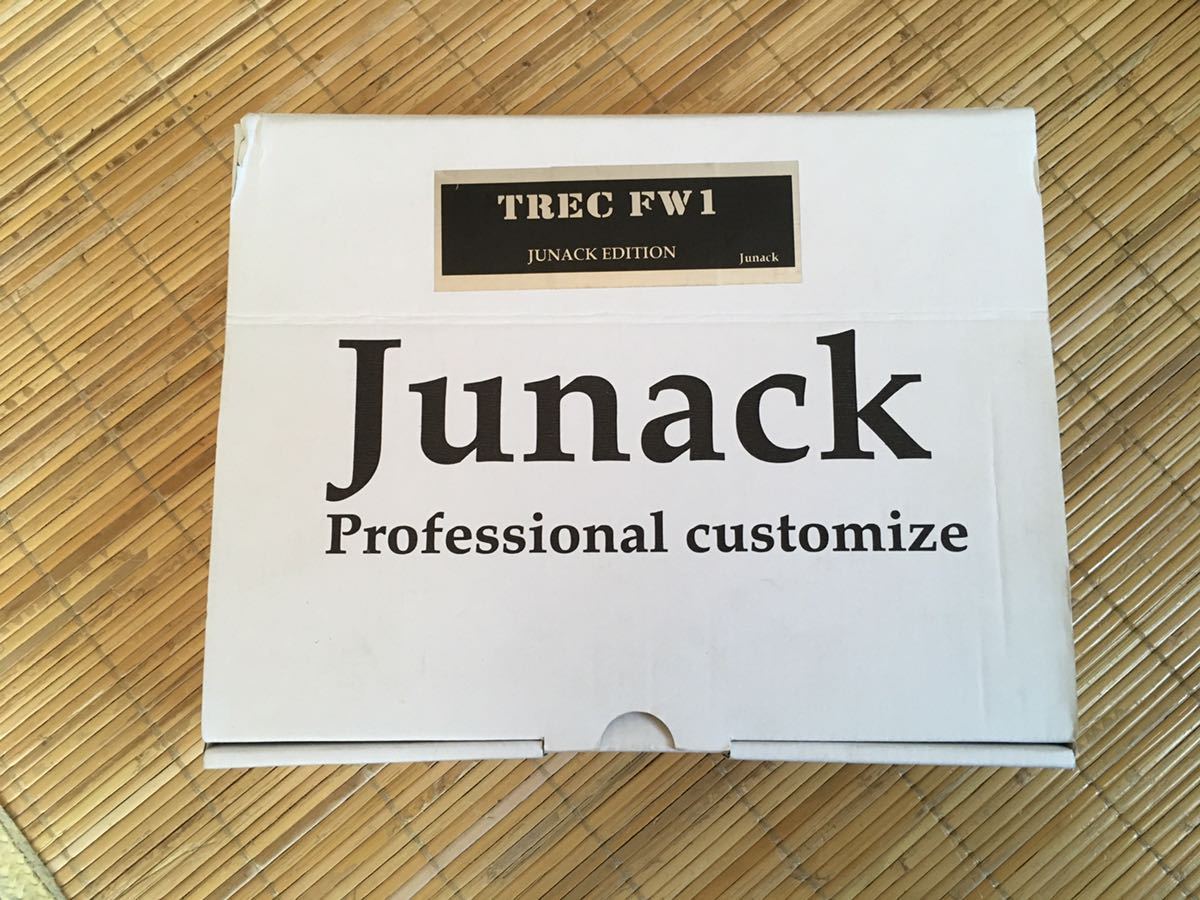 TREC FW1
JUNACK EDITION
Junack
Junack
Professional customize